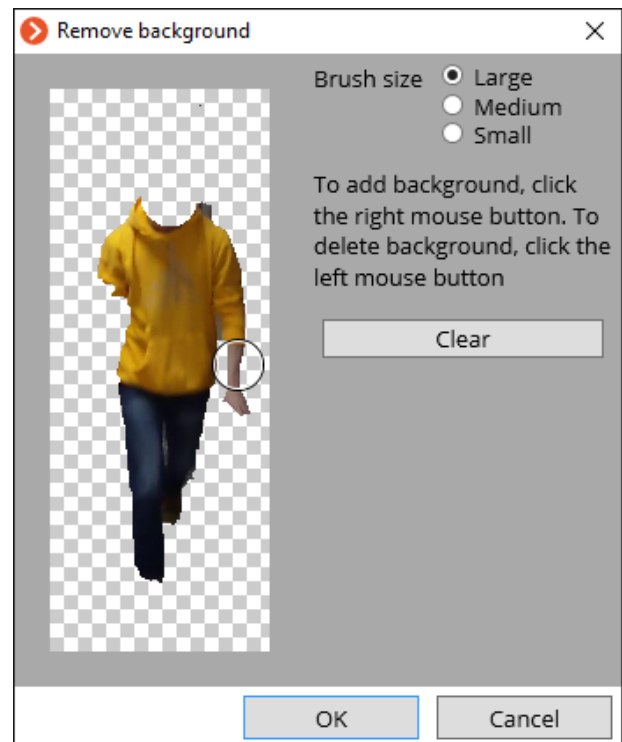 Remove background
Brush size
Large
Medium
Small
To add background, click
the right mouse button. To
delete background, click the
left mouse button
Clear
OK
Cancel